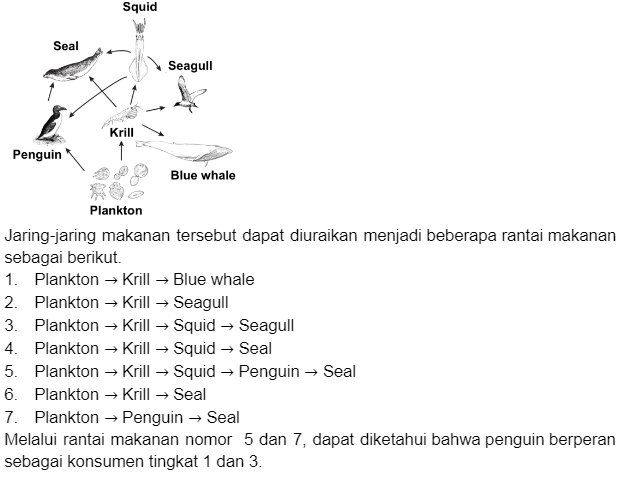 Squid
Seal
Seagull
Krill
Penguin
Blue whale
Plankton
Jaring-jaring makanan tersebut dapat diuraikan menjadi beberapa rantai makanan
sebagai berikut.
1. Plankton → Krill → Blue whale
2. Plankton → Krill → Seagull
3. Plankton → Krill → Squid → Seagull
4. Plankton → Krill → Squid → Seal
5. Plankton → Krill → Squid → Penguin → Seal
6. Plankton → Krill → Seal
7. Plankton → Penguin → Seal
Melalui rantai makanan nomor 5 dan 7, dapat diketahui bahwa penguin berperan
sebagai konsumen tingkat 1 dan 3.